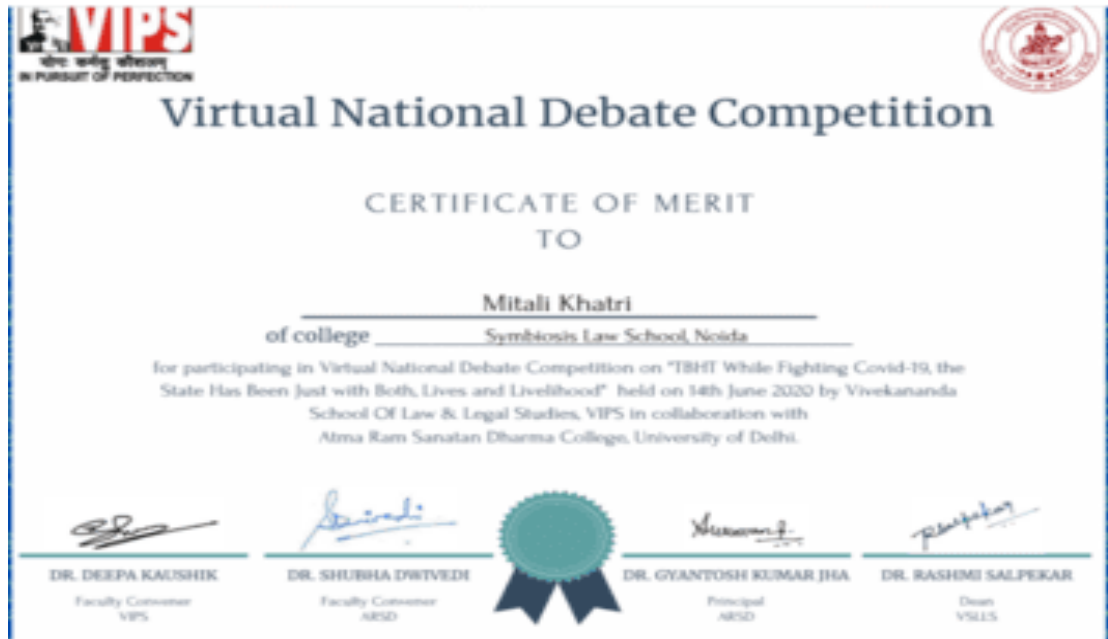 VIPS
योगः कर्मसु कौशलम्
IN PURSUIT OF PERFECTION
Virtual National Debate Competition
CERTIFICATE OF MERIT
TO
Mitali Khatri
of college Symbiosis Law School, Noida
for participating in Virtual National Debate Competition on "TBHT While Fighting Covid-19, the
State Has Been Just with Both, Lives and Livelihood" held on 14th June 2020 by Vivekananda
School Of Law & Legal Studies, VIPS in collaboration with
Atma Ram Sanatan Dharma College, University of Delhi.
DR. DEEPA KAUSHIK DR. SHUBHA DWIVEDI DR. GYANTOSH KUMAR JHA DR. RASHMI SALPEKAR
Faculty Convener Faculty Convener Principal Dean
VIPS ARSD ARSD VSLLS